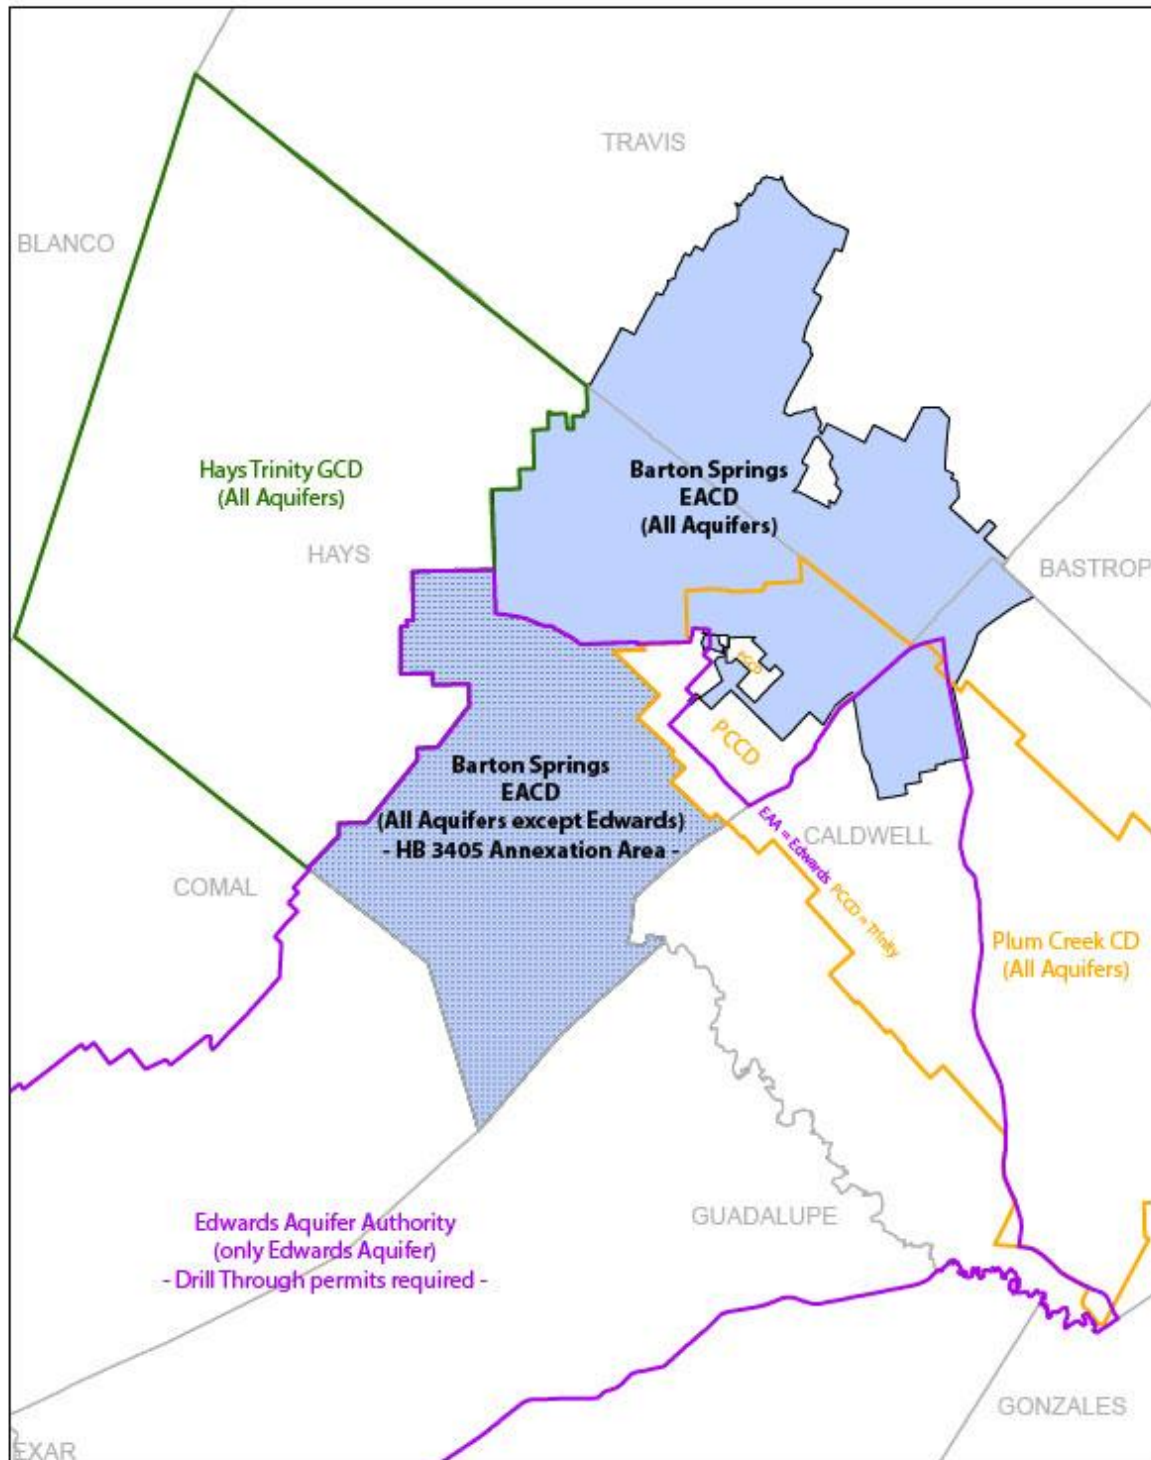 TRAVIS
BLANCO
Hays Trinity GCD
(All Aquifers)
Barton Springs
EACD
(All Aquifers)
HAYS
BASTROP
PCCD
PCCD
Barton Springs
EACD
(All Aquifers except Edwards)
- HB 3405 Annexation Area -
EAA = Edwards PCCD = Trinity
CALDWELL
COMAL
Plum Creek CD
(All Aquifers)
Edwards Aquifer Authority
(only Edwards Aquifer)
- Drill Through permits required -
GUADALUPE
GONZALES
EXAR